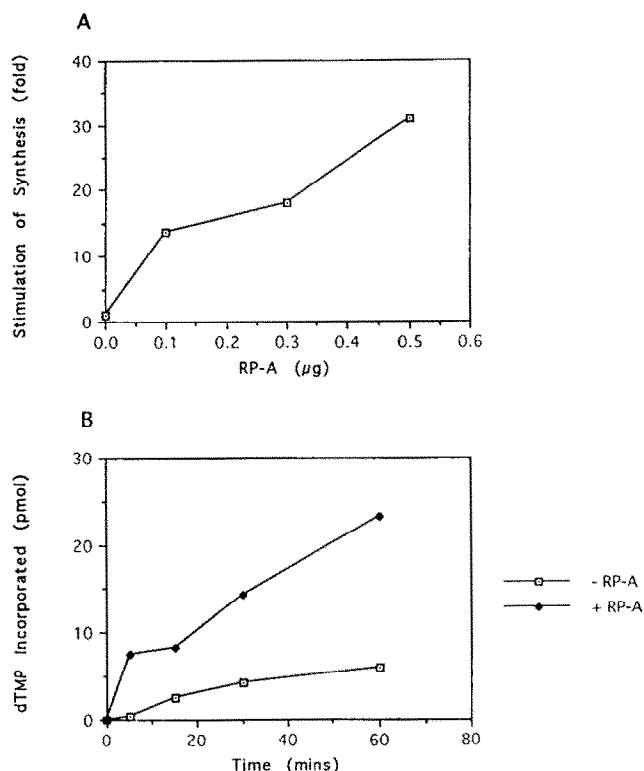 A
Stimulation of Synthesis (fold)
40
30
20
10
0
0.0 0.1 0.2 0.3 0.4 0.5 0.6
RP-A (µg)
B
dTMP Incorporated (pmol)
30
20
10
0
0 20 40 60 80
Time (mins)
- RP-A
+ RP-A